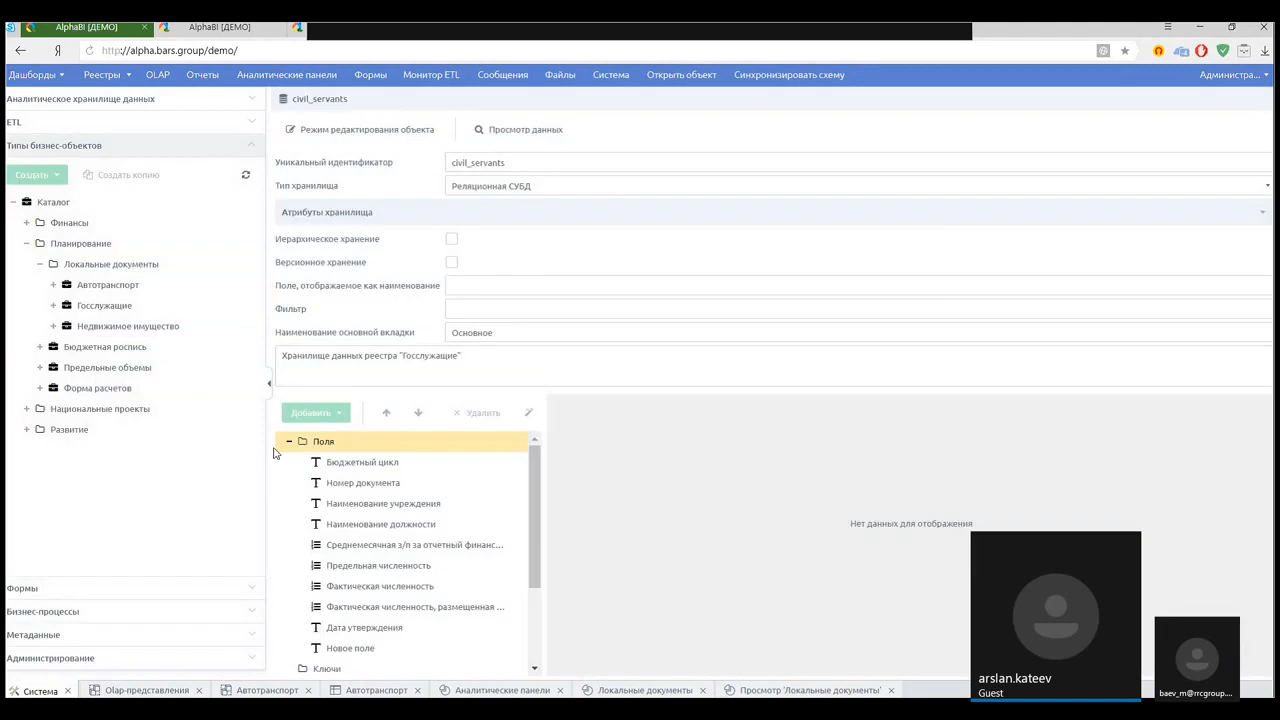 AlphaBI [ДЕМО]
AlphaBI [ДЕМО]
Я
http://alpha.bars.group/demo/
Дашборды
Реестры
OLAP
Отчеты
Аналитические панели
Формы
Монитор ETL
Сообщения
Файлы
Система
Открыть объект
Синхронизировать схему
Администра...
Аналитическое хранилище данных
ETL
Типы бизнес-объектов
Создать
Создать копию
Каталог
Финансы
Планирование
Локальные документы
Автотранспорт
Госслужащие
Недвижимое имущество
Бюджетная роспись
Предельные объемы
Форма расчетов
Национальные проекты
Развитие
Формы
Бизнес-процессы
Метаданные
Администрирование
civil_servants
Режим редактирования объекта
Просмотр данных
Уникальный идентификатор
civil_servants
Тип хранилища
Реляционная СУБД
Атрибуты хранилища
Иерархическое хранение
Версионное хранение
Поле, отображаемое как наименование
Фильтр
Наименование основной вкладки
Основное
Хранилище данных реестра "Госслужащие"
Добавить
Удалить
Поля
Бюджетный цикл
Номер документа
Наименование учреждения
Наименование должности
Среднемесячная з/п за отчетный финанс...
Предельная численность
Фактическая численность
Фактическая численность, размещенная ...
Дата утверждения
Новое поле
Ключи
Нет данных для отображения
arslan.kateev
Guest
baev_m@rrcgroup....
Система
Olap-представления
Автотранспорт
Автотранспорт
Аналитические панели
Локальные документы
Просмотр 'Локальные документы'